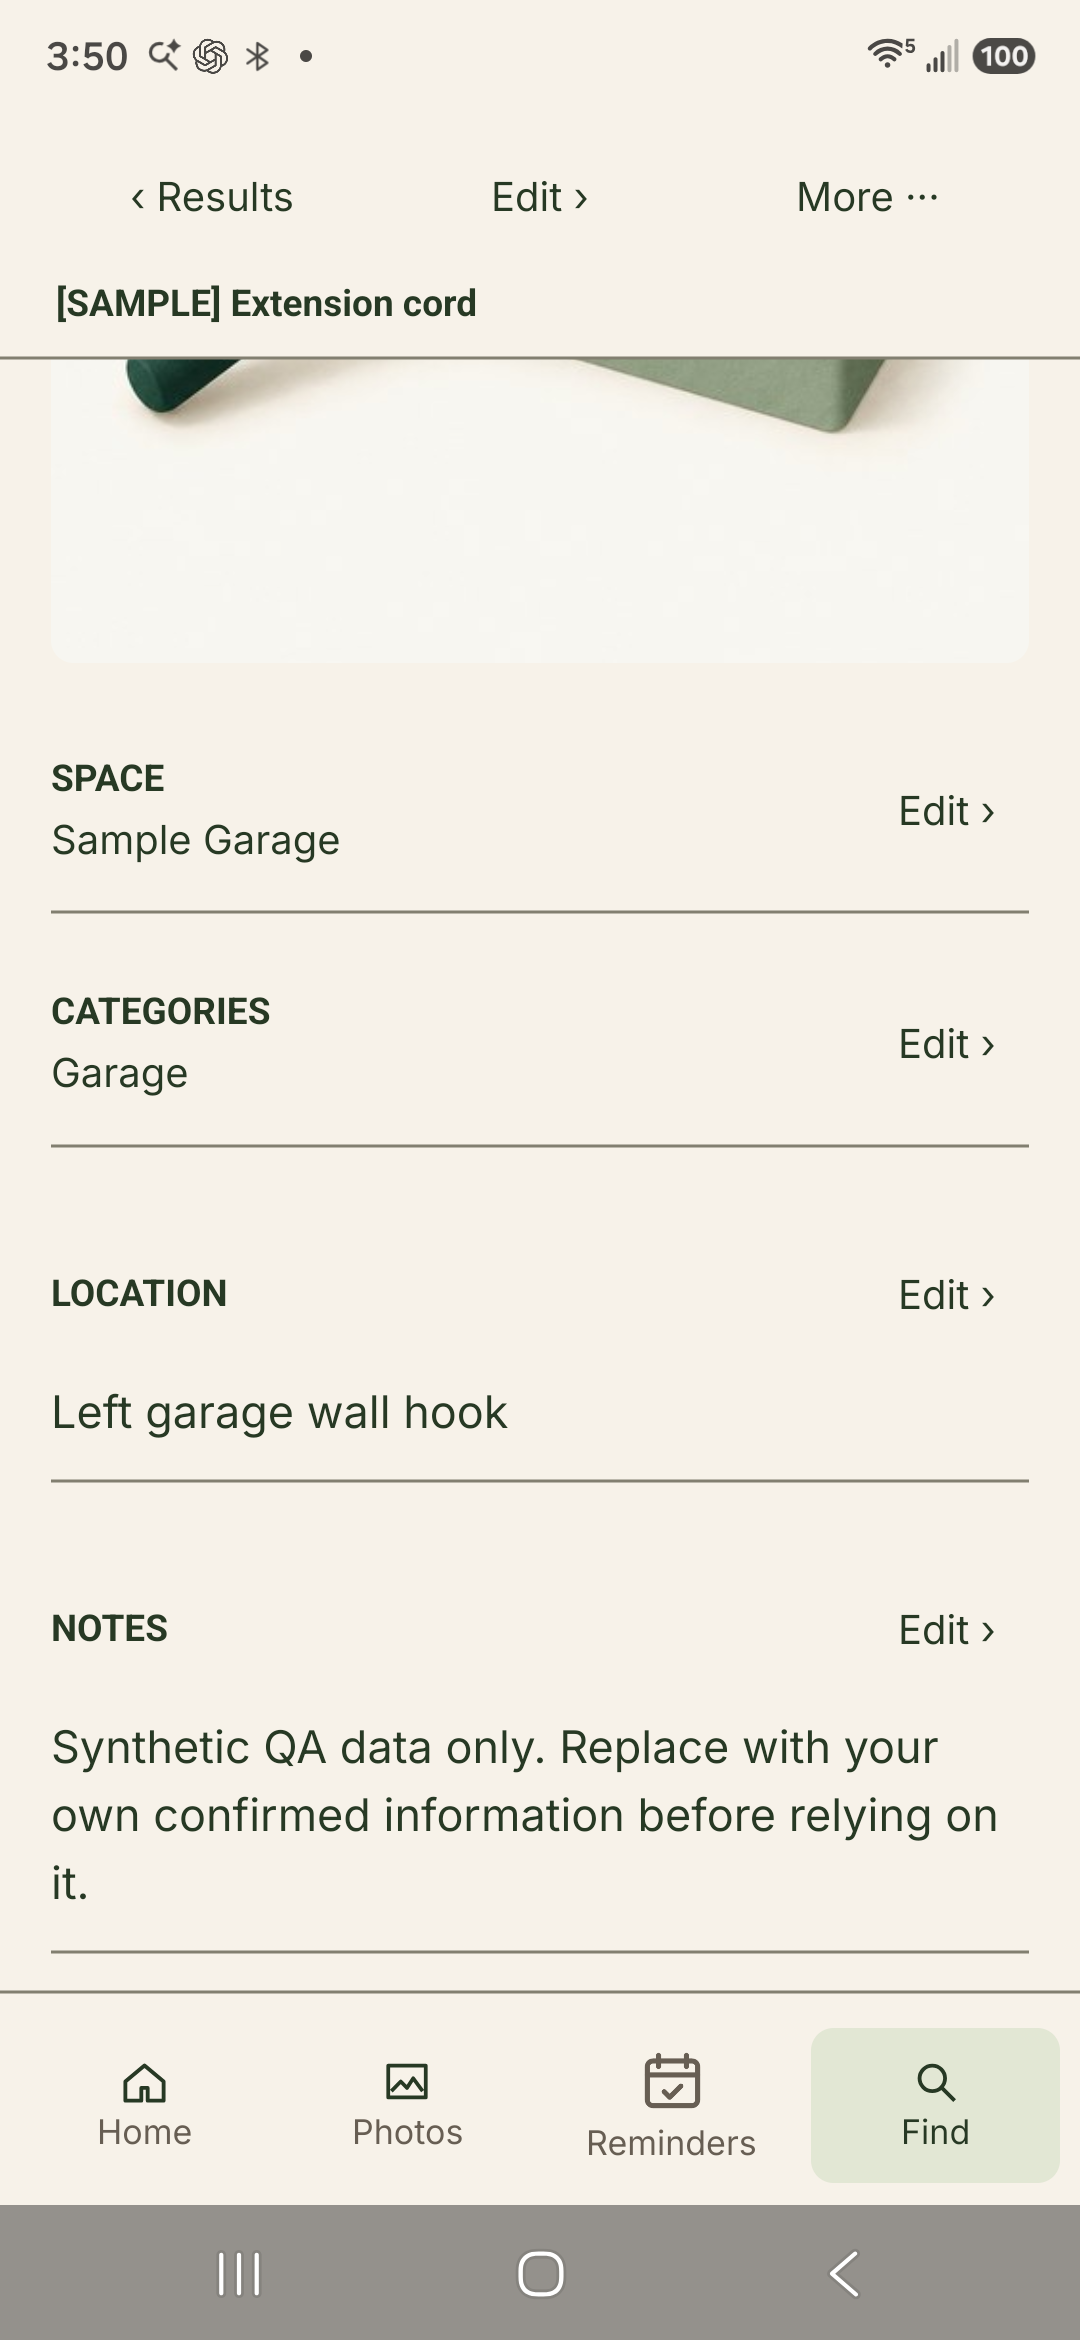 3:50
5
100
‹ Results
Edit ›
More ···
[SAMPLE] Extension cord
SPACE
Edit ›
Sample Garage
CATEGORIES
Edit ›
Garage
LOCATION
Edit ›
Left garage wall hook
NOTES
Edit ›
Synthetic QA data only. Replace with your
own confirmed information before relying on
it.
Home
Photos
Reminders
Find